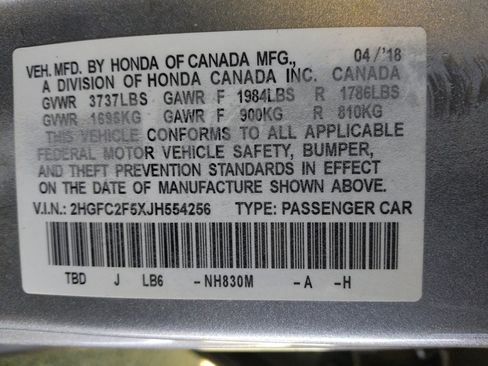 VEH. MFD. BY HONDA OF CANADA MFG., 04/'18
A DIVISION OF HONDA CANADA INC. CANADA
GVWR 3737LBS GAWR F 1984LBS R 1786LBS
GVWR 1695KG GAWR F 900KG R 810KG
THIS VEHICLE CONFORMS TO ALL APPLICABLE
FEDERAL MOTOR VEHICLE SAFETY, BUMPER,
AND THEFT PREVENTION STANDARDS IN EFFECT
ON THE DATE OF MANUFACTURE SHOWN ABOVE.
V.I.N.: 2HGFC2F5XJH554256 TYPE: PASSENGER CAR
TBD J LB6 -NH830M -A -H